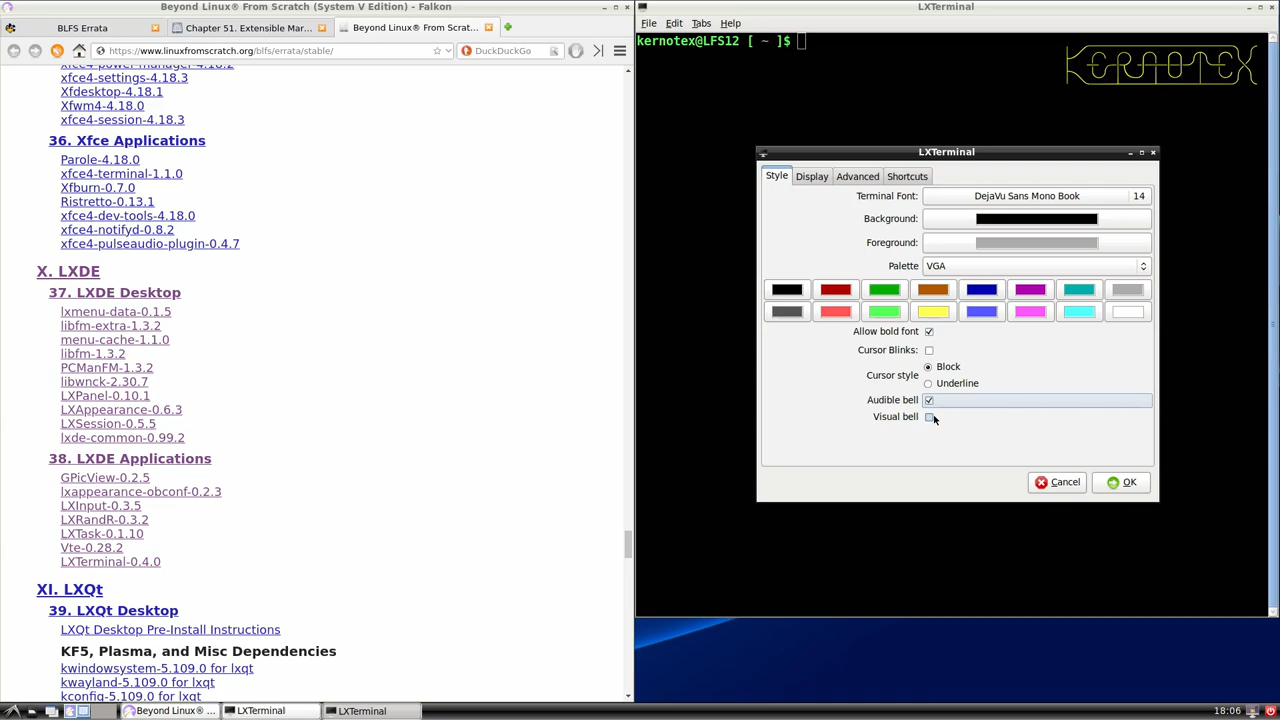 Beyond Linux® From Scratch (System V Edition) - Falkon
BLFS Errata
Chapter 51. Extensible Mar...
Beyond Linux® From Scrat...
https://www.linuxfromscratch.org/blfs/errata/stable/
DuckDuckGo
xfce4-power-manager-4.18.2
xfce4-settings-4.18.3
Xfdesktop-4.18.1
Xfwm4-4.18.0
xfce4-session-4.18.3
36. Xfce Applications
Parole-4.18.0
xfce4-terminal-1.1.0
Xfburn-0.7.0
Ristretto-0.13.1
xfce4-dev-tools-4.18.0
xfce4-notifyd-0.8.2
xfce4-pulseaudio-plugin-0.4.7
X. LXDE
37. LXDE Desktop
lxmenu-data-0.1.5
libfm-extra-1.3.2
menu-cache-1.1.0
libfm-1.3.2
PCManFM-1.3.2
libwnck-2.30.7
LXPanel-0.10.1
LXAppearance-0.6.3
LXSession-0.5.5
lxde-common-0.99.2
38. LXDE Applications
GPicView-0.2.5
lxappearance-obconf-0.2.3
LXInput-0.3.5
LXRandR-0.3.2
LXTask-0.1.10
Vte-0.28.2
LXTerminal-0.4.0
XI. LXQt
39. LXQt Desktop
LXQt Desktop Pre-Install Instructions
KF5, Plasma, and Misc Dependencies
kwindowsystem-5.109.0 for lxqt
kwayland-5.109.0 for lxqt
kconfig-5.109.0 for lxqt
LXTerminal
File Edit Tabs Help
kernotex@LFS12 [ ~ ]$
KERNOTEX
LXTerminal
Style Display Advanced Shortcuts
Terminal Font: DejaVu Sans Mono Book 14
Background:
Foreground:
Palette VGA
Allow bold font
Cursor Blinks:
Cursor style
Block
Underline
Audible bell
Visual bell
Cancel OK
Beyond Linux® ... LXTerminal LXTerminal 18:06